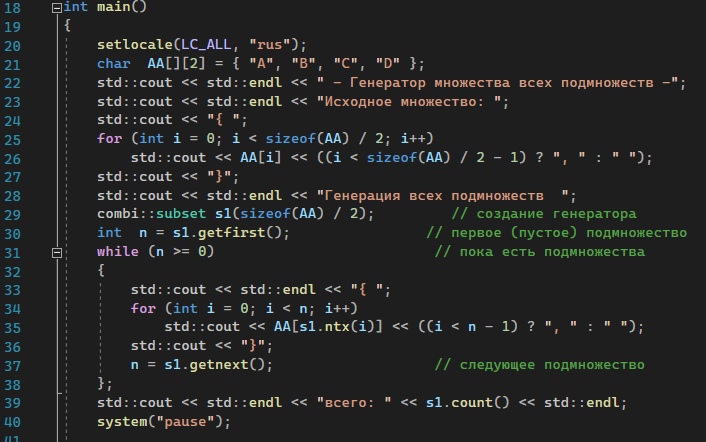 18 int main()
19 {
20 setlocale(LC_ALL, "rus");
21 char  AA[][2] = { "A", "B", "C", "D" };
22 std::cout << std::endl << " - Генератор множества всех подмножеств -";
23 std::cout << std::endl << "Исходное множество: ";
24 std::cout << "{ ";
25 for (int i = 0; i < sizeof(AA) / 2; i++)
26 std::cout << AA[i] << ((i < sizeof(AA) / 2 - 1) ? ", " : " ");
27 std::cout << "}";
28 std::cout << std::endl << "Генерация всех подмножеств  ";
29 combi::subset s1(sizeof(AA) / 2);         // создание генератора
30 int  n = s1.getfirst();                // первое (пустое) подмножество
31 while (n >= 0)                          // пока есть подмножества
32 {
33 std::cout << std::endl << "{ ";
34 for (int i = 0; i < n; i++)
35 std::cout << AA[s1.ntx(i)] << ((i < n - 1) ? ", " : " ");
36 std::cout << "}";
37 n = s1.getnext();                   // следующее подмножество
38 };
39 std::cout << std::endl << "всего: " << s1.count() << std::endl;
40 system("pause");
41